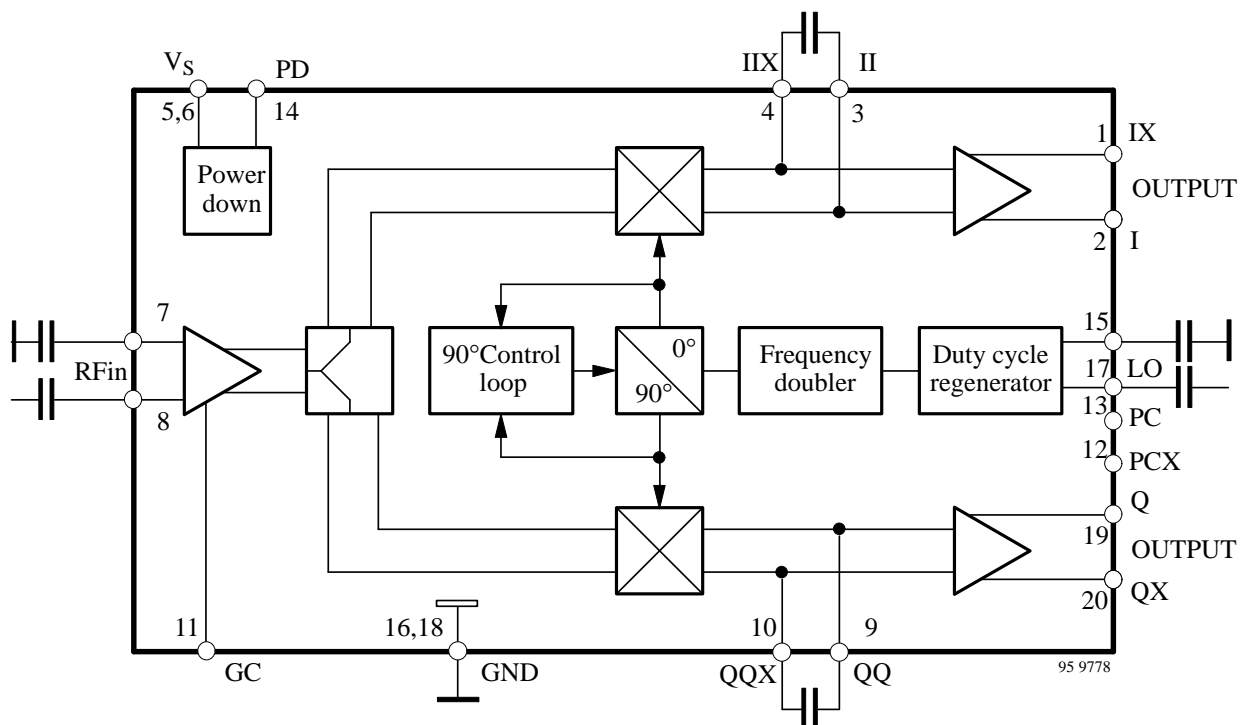 VS
PD
IIX
II
5,6
14
4
3
1
IX
Power
down
OUTPUT
2
I
7
15
RFin
90°Control
loop
0°
90°
Frequency
doubler
Duty cycle
regenerator
17
LO
8
13
PC
12
PCX
Q
19
OUTPUT
20
QX
11
16,18
10
9
GC
GND
QQX
QQ
95 9778